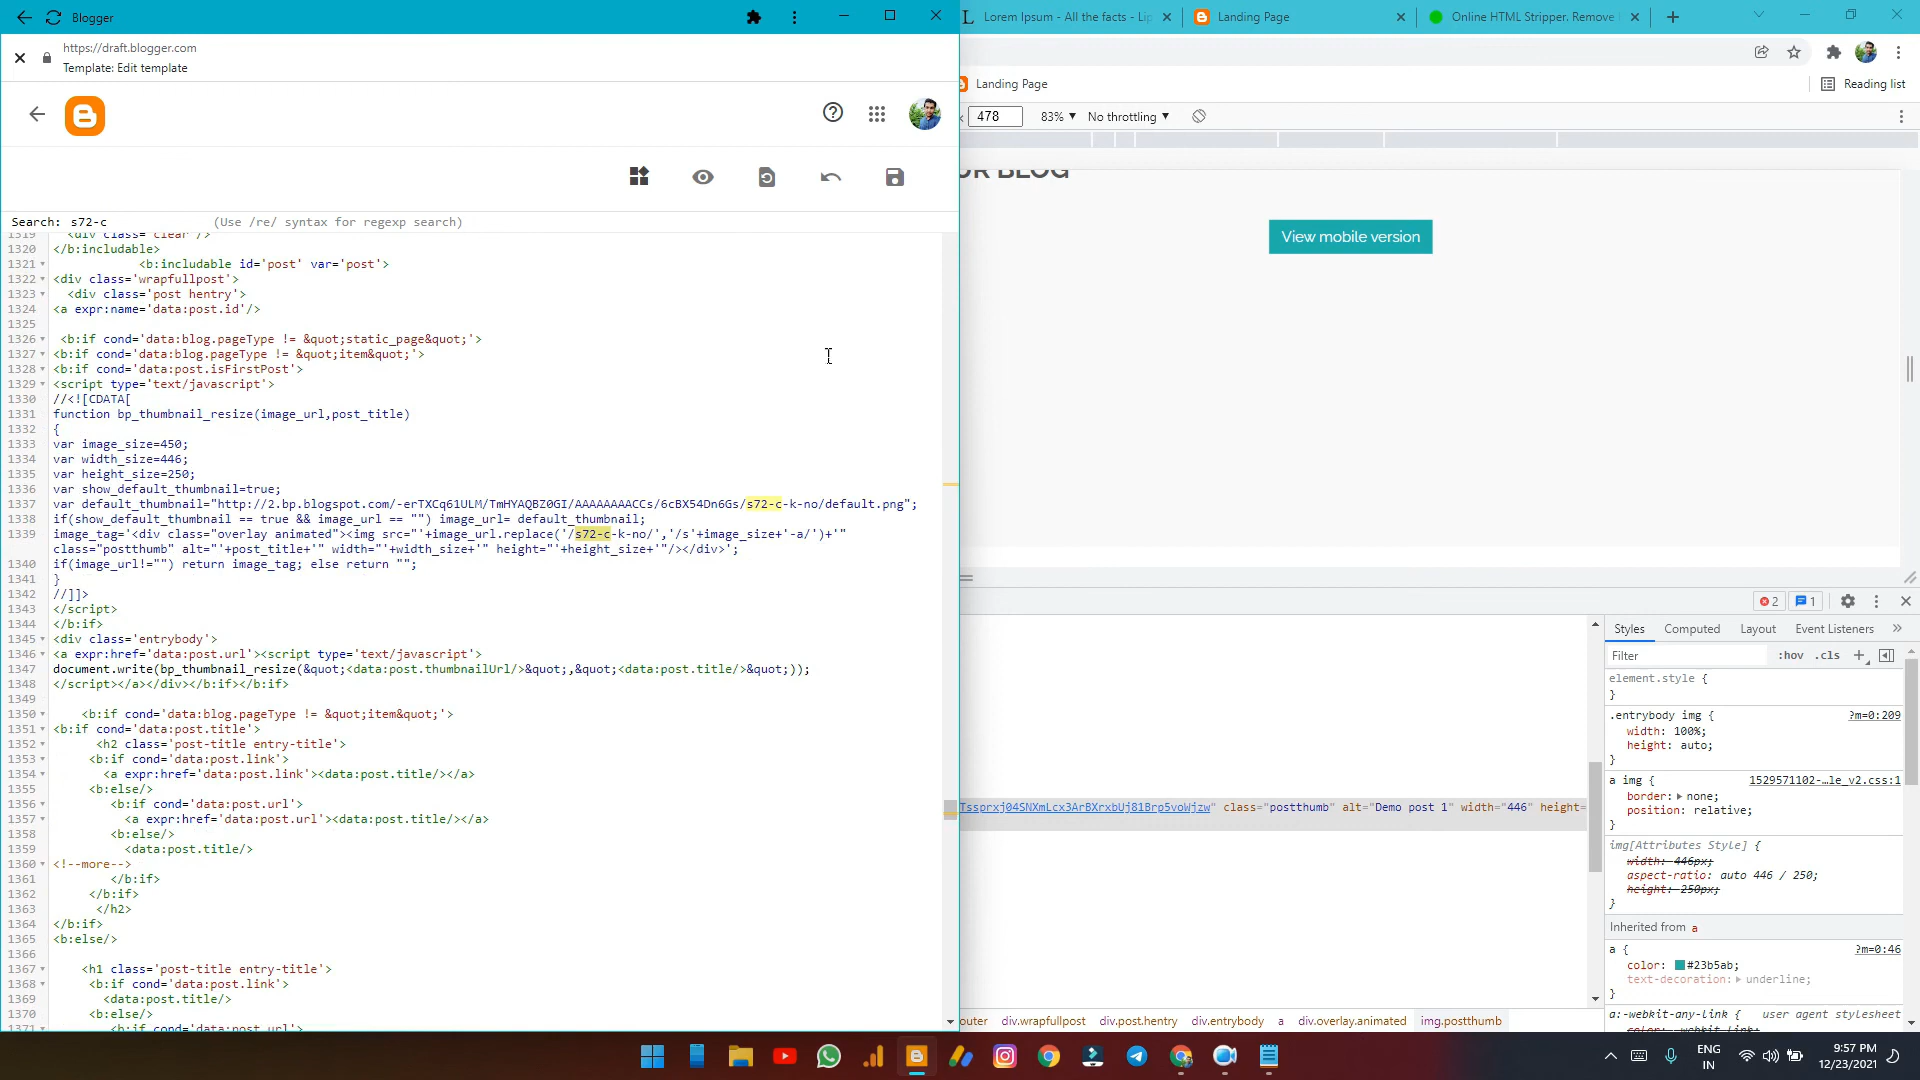 Blogger
Lorem Ipsum - All the facts - Lip
Landing Page
Online HTML Stripper. Remove
https://draft.blogger.com
Template: Edit template
Landing Page
Reading list
478
83% ▼
No throttling ▼
OR BLOG
View mobile version
Search: s72-c (Use /re/ syntax for regexp search)
1319 <div class='clear'/>
1320 </b:includable>
1321 <b:includable id='post' var='post'>
1322 <div class='wrapfullpost'>
1323 <div class='post hentry'>
1324 <a expr:name='data:post.id'/>
1325
1326 <b:if cond='data:blog.pageType != &quot;static_page&quot;'>
1327 <b:if cond='data:blog.pageType != &quot;item&quot;'>
1328 <b:if cond='data:post.isFirstPost'>
1329 <script type='text/javascript'>
1330 //<![CDATA[
1331 function bp_thumbnail_resize(image_url,post_title)
1332 {
1333 var image_size=450;
1334 var width_size=446;
1335 var height_size=250;
1336 var show_default_thumbnail=true;
1337 var default_thumbnail="http://2.bp.blogspot.com/-erTXCq61ULM/TmHYAQBZ0GI/AAAAAAAACCs/6cBX54Dn6Gs/s72-c-k-no/default.png";
1338 if(show_default_thumbnail == true && image_url == "") image_url= default_thumbnail;
1339 image_tag='<div class="overlay animated"><img src="'+image_url.replace('/s72-c-k-no/','/s'+image_size+'-a/')+'"
class="postthumb" alt="'+post_title+'" width="'+width_size+'" height="'+height_size+'"/></div>';
1340 if(image_url!="") return image_tag; else return "";
1341 }
1342 //]]>
1343 </script>
1344 </b:if>
1345 <div class='entrybody'>
1346 <a expr:href='data:post.url'><script type='text/javascript'>
1347 document.write(bp_thumbnail_resize(&quot;<data:post.thumbnailUrl/>&quot;,&quot;<data:post.title/>&quot;));
1348 </script></a></div></b:if></b:if>
1349
1350 <b:if cond='data:blog.pageType != &quot;item&quot;'>
1351 <b:if cond='data:post.title'>
1352 <h2 class='post-title entry-title'>
1353 <b:if cond='data:post.link'>
1354 <a expr:href='data:post.link'><data:post.title/></a>
1355 <b:else/>
1356 <b:if cond='data:post.url'>
1357 <a expr:href='data:post.url'><data:post.title/></a>
1358 <b:else/>
1359 <data:post.title/>
1360 <!--more-->
1361 </b:if>
1362 </b:if>
1363 </h2>
1364 </b:if>
1365 <b:else/>
1366
1367 <h1 class='post-title entry-title'>
1368 <b:if cond='data:post.link'>
1369 <data:post.title/>
1370 <b:else/>
1371 <b:if cond='data:post.url'>
2
1
Styles Computed Layout Event Listeners »
Filter :hov .cls
element.style {
}
.entrybody img { ?m=0:209
width: 100%;
height: auto;
}
a img { 1529571102-…le_v2.css:1
border: none;
position: relative;
}
img[Attributes Style] {
width: 446px;
aspect-ratio: auto 446 / 250;
height: 250px;
}
Inherited from a
a { ?m=0:46
color: #23b5ab;
text-decoration: underline;
}
a:-webkit-any-link { user agent stylesheet
color: -webkit-link;
Tssprxj04SNXmLcx3ArBXrxbUj81Brp5voWjzw" class="postthumb" alt="Demo post 1" width="446" height=
outer div.wrapfullpost div.post.hentry div.entrybody a div.overlay.animated img.postthumb
ENG
IN
9:57 PM
12/23/2021